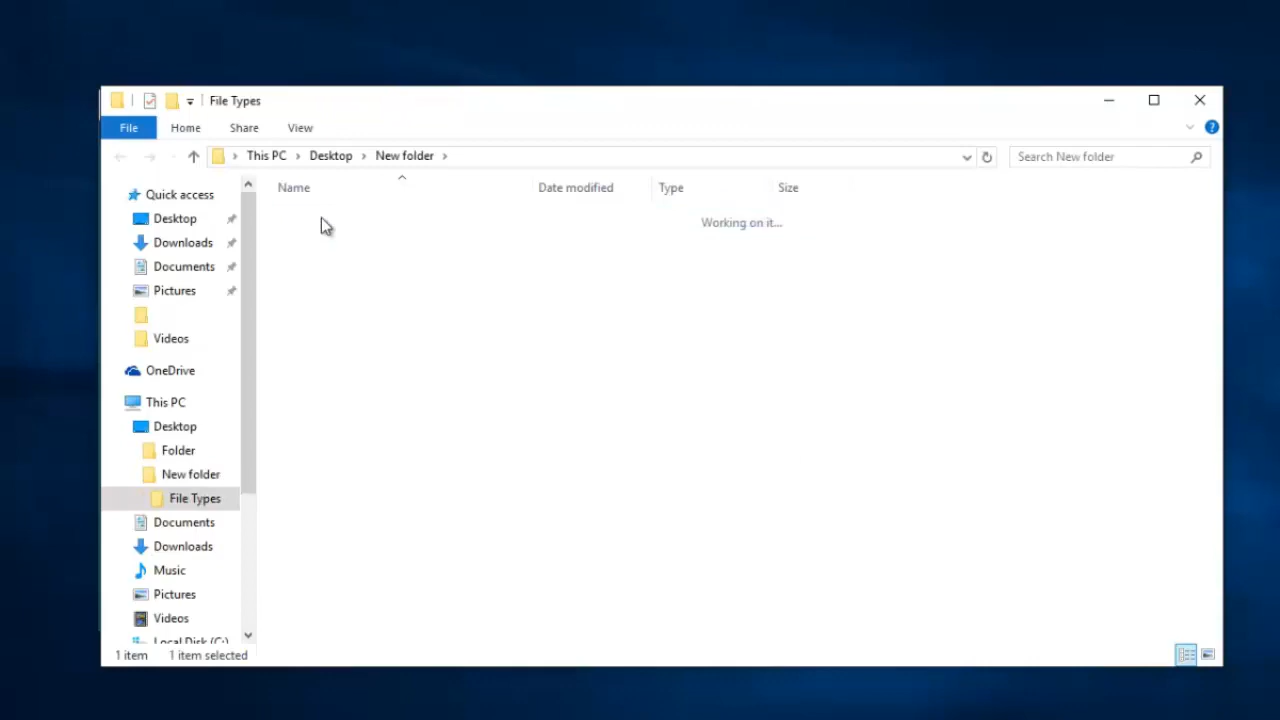 File Types
File Home Share View
This PC Desktop New folder
Search New folder
Name Date modified Type Size
Working on it...
Quick access
Desktop
Downloads
Documents
Pictures
Videos
OneDrive
This PC
Desktop
Folder
New folder
File Types
Documents
Downloads
Music
Pictures
Videos
Local Disk (C:)
1 item 1 item selected